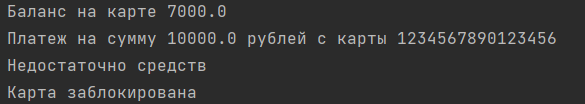 Баланс на карте 7000.0
Платеж на сумму 10000.0 рублей с карты 1234567890123456
Недостаточно средств
Карта заблокирована